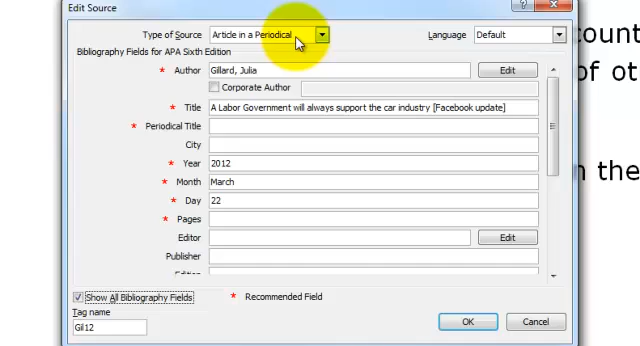 Edit Source
?
Type of Source Article in a Periodical Language Default
count
Bibliography Fields for APA Sixth Edition
of ot
* Author Gillard, Julia Edit
Corporate Author
* Title A Labor Government will always support the car industry [Facebook update]
* Periodical Title
City
* Year 2012
n the
* Month March
* Day 22
* Pages
Editor Edit
Publisher
Edition
Show All Bibliography Fields * Recommended Field
Tag name
Gil12
OK Cancel